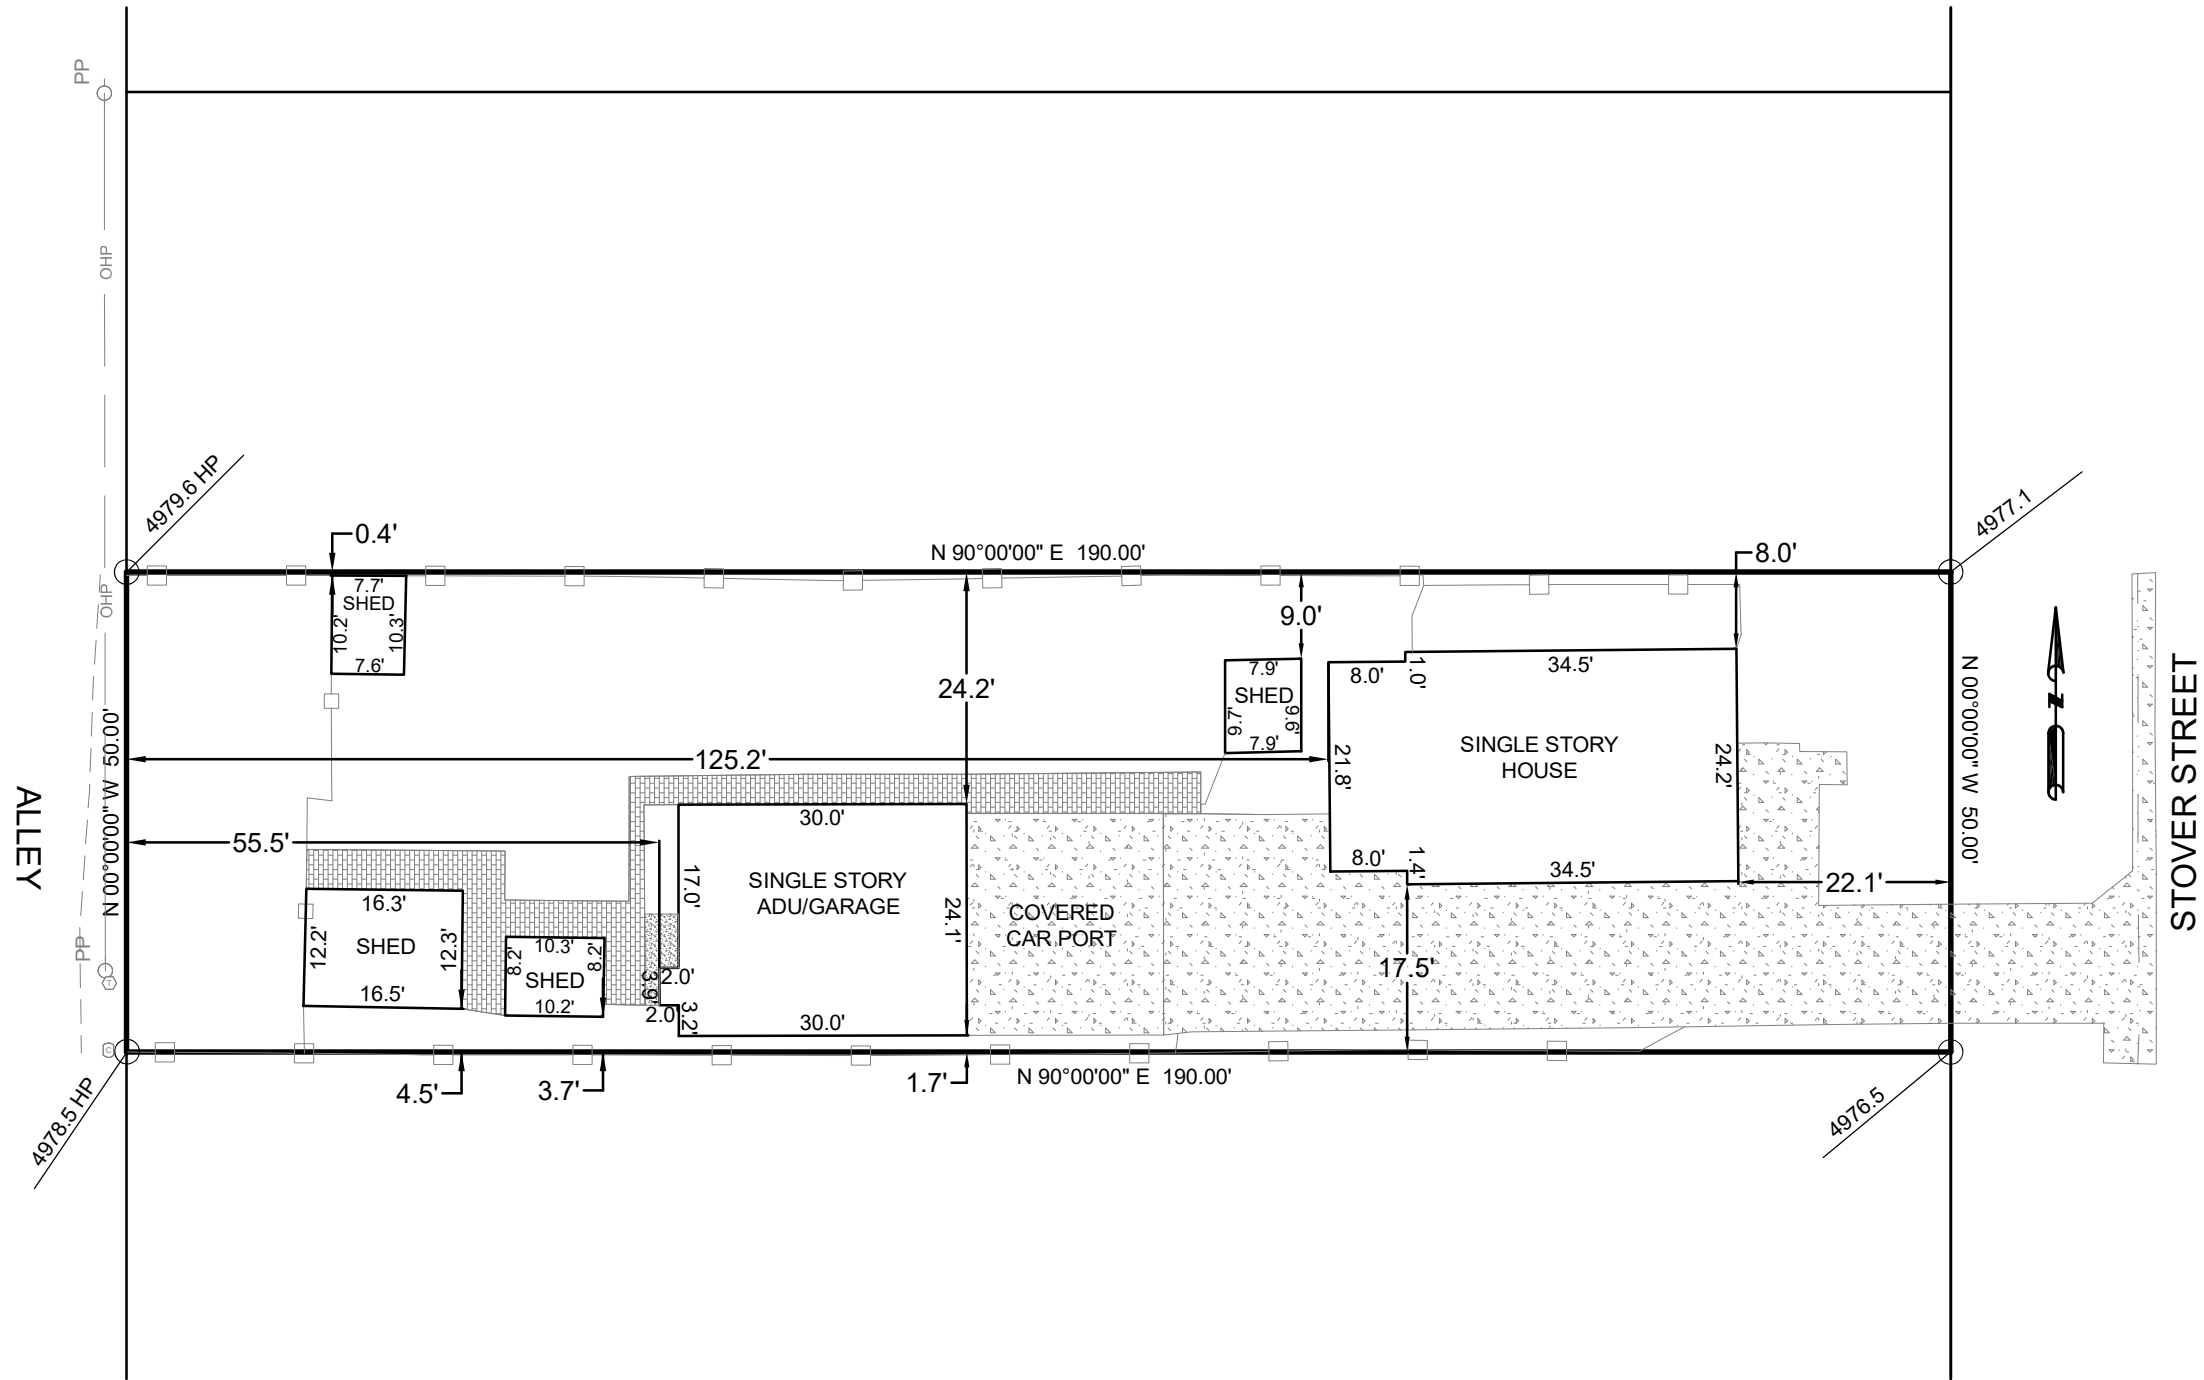 PP
OHP
4979.6 HP
4977.1
0.4'
N 90°00'00" E  190.00'
8.0'
7.7'
SHED
10.2'
10.3'
7.6'
OHP
9.0'
7.9'
SHED
9.7'
9.6'
7.9'
24.2'
8.0'
1.0'
34.5'
SINGLE STORY
HOUSE
21.8'
24.2'
8.0'
1.4'
34.5'
N 00°00'00" W  50.00'
N
STOVER STREET
125.2'
N 00°00'00" W  50.00'
ALLEY
55.5'
30.0'
17.0'
SINGLE STORY
ADU/GARAGE
24.1'
COVERED
CAR PORT
22.1'
17.5'
16.3'
12.2'
SHED
12.3'
16.5'
10.3'
8.2'
SHED
8.2'
10.2'
3.9'
2.0'
2.0'
3.2'
30.0'
PP
T
C
4.5'
3.7'
1.7'
N 90°00'00" E  190.00'
4978.5 HP
4976.5